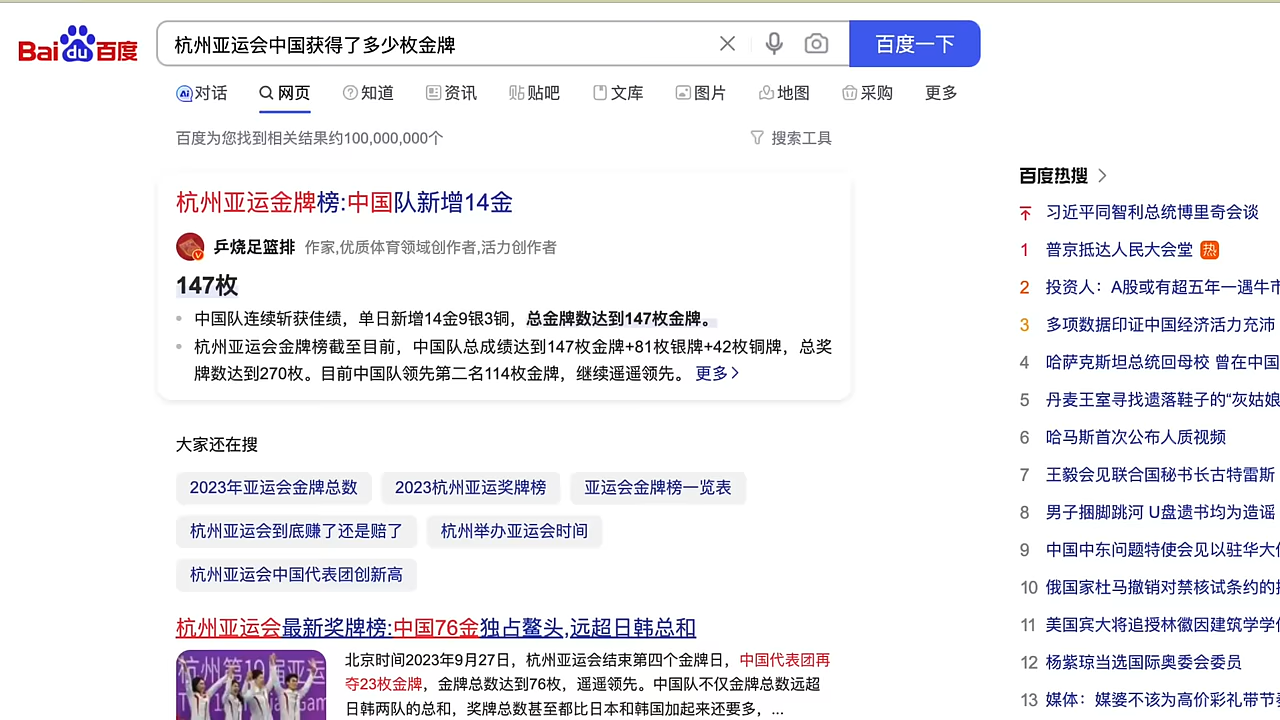 Bai du 百度
杭州亚运会中国获得了多少枚金牌
百度一下
对话 网页 知道 资讯 贴吧 文库 图片 地图 采购 更多
百度为您找到相关结果约100,000,000个
搜索工具
杭州亚运金牌榜:中国队新增14金
乒烧足篮排 作家,优质体育领域创作者,活力创作者
147枚
中国队连续斩获佳绩，单日新增14金9银3铜，总金牌数达到147枚金牌。
杭州亚运会金牌榜截至目前，中国队总成绩达到147枚金牌+81枚银牌+42枚铜牌，总奖
牌数达到270枚。目前中国队领先第二名114枚金牌，继续遥遥领先。 更多
大家还在搜
2023年亚运会金牌总数 2023杭州亚运奖牌榜 亚运会金牌榜一览表
杭州亚运会到底赚了还是赔了 杭州举办亚运会时间
杭州亚运会中国代表团创新高
杭州亚运会最新奖牌榜:中国76金独占鳌头,远超日韩总和
杭州第19届亚运
北京时间2023年9月27日，杭州亚运会结束第四个金牌日，中国代表团再
夺23枚金牌，金牌总数达到76枚，遥遥领先。中国队不仅金牌总数远超
日韩两队的总和，奖牌总数甚至都比日本和韩国加起来还要多，...
百度热搜
习近平同智利总统博里奇会谈
1 普京抵达人民大会堂 热
2 投资人：A股或有超五年一遇牛市
3 多项数据印证中国经济活力充沛
4 哈萨克斯坦总统回母校 曾在中国
5 丹麦王室寻找遗落鞋子的“灰姑娘
6 哈马斯首次公布人质视频
7 王毅会见联合国秘书长古特雷斯
8 男子捆脚跳河 U盘遗书均为造谣
9 中国中东问题特使会见以驻华大
10 俄国家杜马撤销对禁核试条约的
11 美国宾大将追授林徽因建筑学学
12 杨紫琼当选国际奥委会委员
13 媒体：媒婆不该为高价彩礼带节